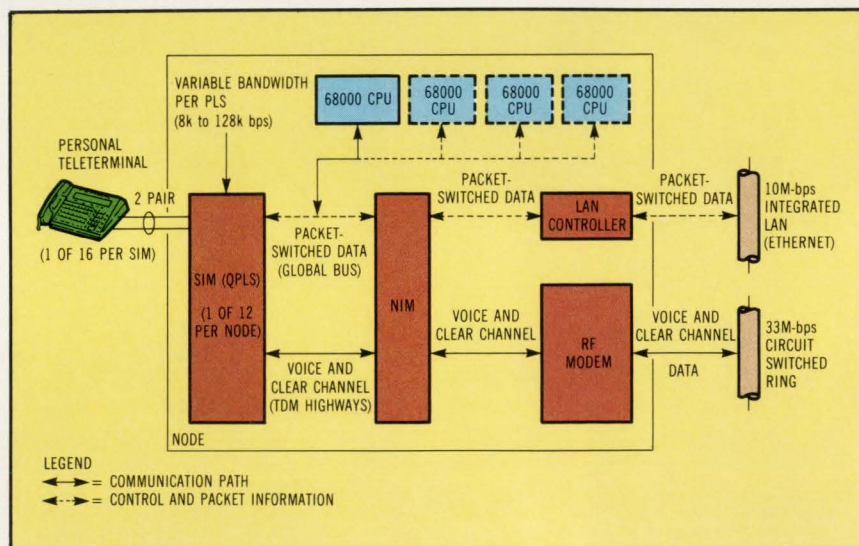 VARIABLE BANDWIDTH
PER PLS
(8k to 128k bps)
68000 CPU
68000
CPU
68000
CPU
68000
CPU
PERSONAL
TELETERMINAL
2 PAIR
(1 OF 16 PER SIM)
SIM (QPLS)
(1 OF 12
PER NODE)
PACKET-
SWITCHED DATA
(GLOBAL BUS)
VOICE AND
CLEAR CHANNEL
(TDM HIGHWAYS)
NIM
PACKET-
SWITCHED DATA
LAN
CONTROLLER
PACKET-
SWITCHED DATA
10M-bps
INTEGRATED
LAN
(ETHERNET)
VOICE AND
CLEAR CHANNEL
RF
MODEM
VOICE AND
CLEAR CHANNEL
DATA
33M-bps
CIRCUIT
SWITCHED
RING
NODE
LEGEND
= COMMUNICATION PATH
= CONTROL AND PACKET INFORMATION